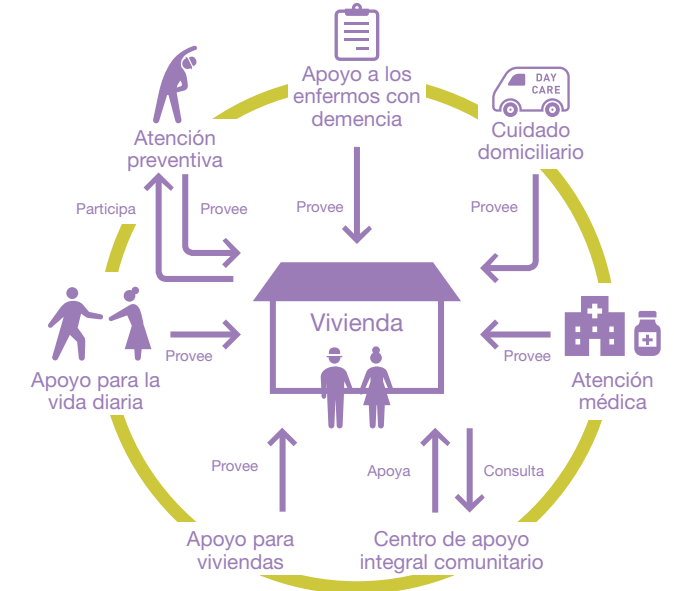 Apoyo a los
enfermos con
demencia
DAY
CARE
Cuidado
domiciliario
Atención
preventiva
Participa
Provee
Provee
Provee
Vivienda
Provee
Provee
Apoyo para la
vida diaria
Atención
médica
Provee
Apoya
Consulta
Apoyo para
viviendas
Centro de apoyo
integral comunitario